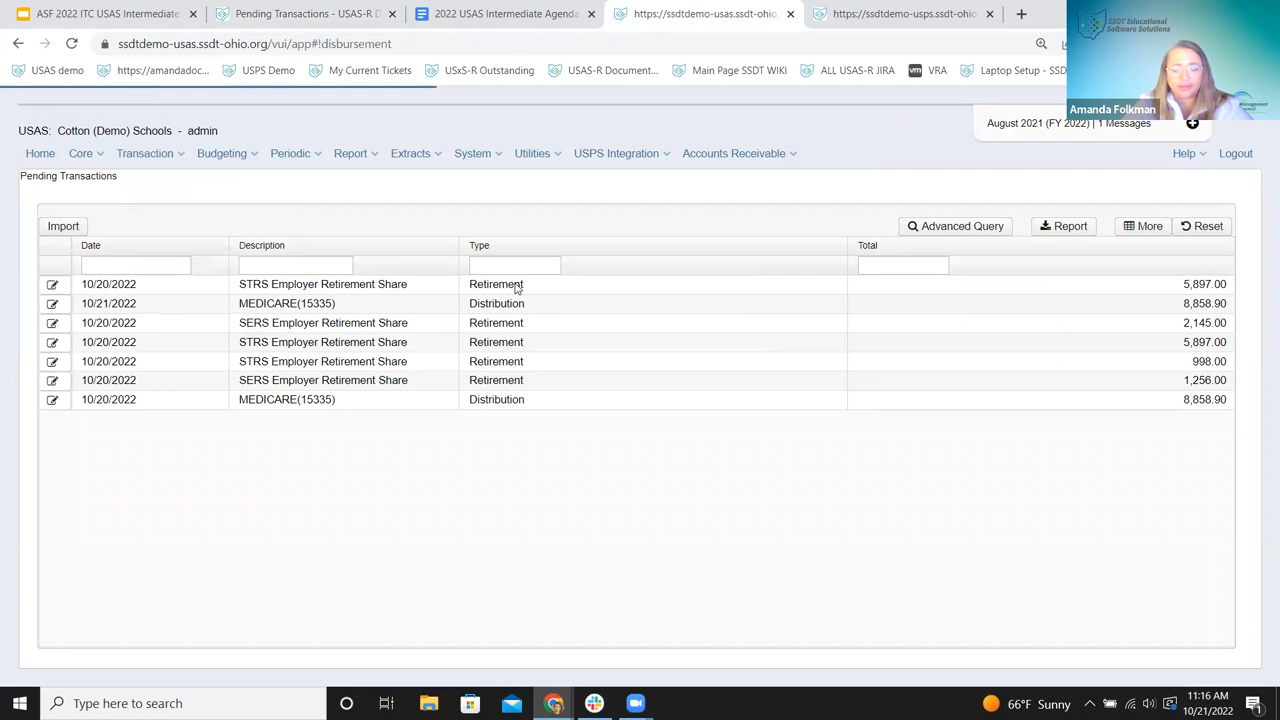 ASF 2022 ITC USAS Intermediate
Pending Transactions - USAS-R D
2022 USAS Intermediate Agenda
https://ssdtdemo-usas.ssdt-ohio
https://ssdtdemo-usps.ssdt-ohio.
ssdtdemo-usas.ssdt-ohio.org/vui/app#!disbursement
USAS demo
https://amandadoc...
USPS Demo
My Current Tickets
USxS-R Outstanding
USAS-R Document...
Main Page SSDT WIKI
ALL USAS-R JIRA
vm VRA
Laptop Setup - SSD
SSDT Educational
Software Solutions
Amanda Folkman
USAS: Cotton (Demo) Schools - admin
August 2021 (FY 2022) | 1 Messages
Home Core Transaction Budgeting Periodic Report Extracts System Utilities USPS Integration Accounts Receivable Help Logout
Pending Transactions
Import Advanced Query Report More Reset
Date Description Type Total
10/20/2022 STRS Employer Retirement Share Retirement 5,897.00
10/21/2022 MEDICARE(15335) Distribution 8,858.90
10/20/2022 SERS Employer Retirement Share Retirement 2,145.00
10/20/2022 STRS Employer Retirement Share Retirement 5,897.00
10/20/2022 STRS Employer Retirement Share Retirement 998.00
10/20/2022 SERS Employer Retirement Share Retirement 1,256.00
10/20/2022 MEDICARE(15335) Distribution 8,858.90
Type here to search
66°F Sunny
11:16 AM
10/21/2022
1